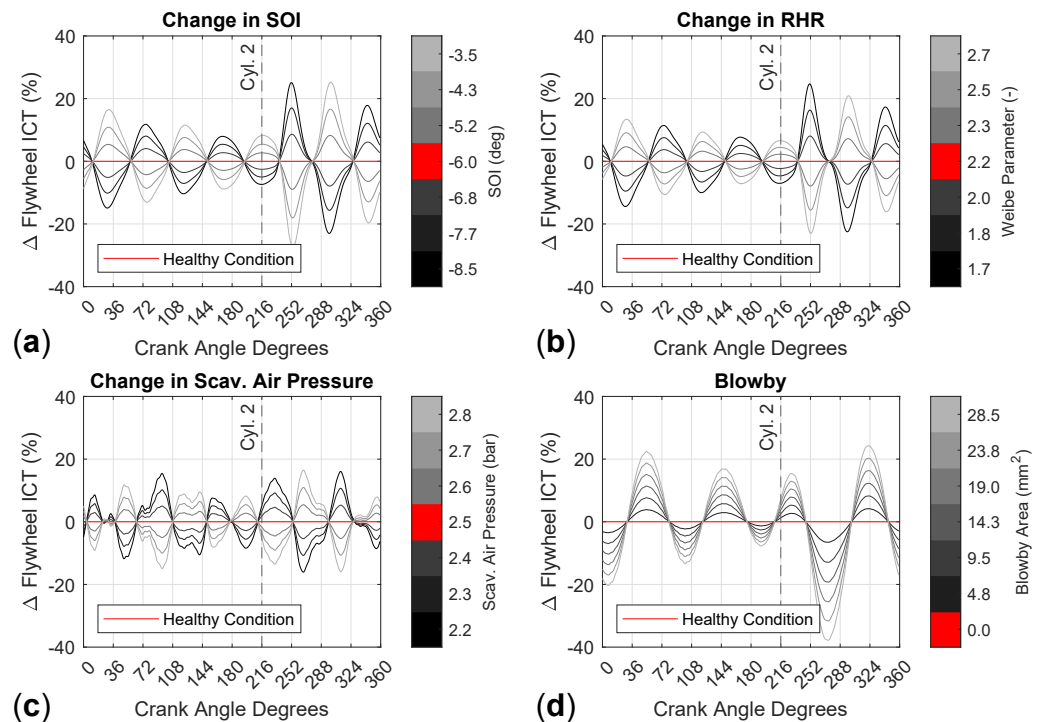 Change in SOI
Δ Flywheel ICT (%)
40
20
0
-20
-40
Cyl. 2
Healthy Condition
0 36 72 108 144 180 216 252 288 324 360
Crank Angle Degrees
-3.5
-4.3
-5.2
-6.0
-6.8
-7.7
-8.5
SOI (deg)
(a)
Change in RHR
Δ Flywheel ICT (%)
40
20
0
-20
-40
Cyl. 2
Healthy Condition
0 36 72 108 144 180 216 252 288 324 360
Crank Angle Degrees
2.7
2.5
2.3
2.2
2.0
1.8
1.7
Weibe Parameter (-)
(b)
Change in Scav. Air Pressure
Δ Flywheel ICT (%)
40
20
0
-20
-40
Cyl. 2
Healthy Condition
0 36 72 108 144 180 216 252 288 324 360
Crank Angle Degrees
2.8
2.7
2.6
2.5
2.4
2.3
2.2
Scav. Air Pressure (bar)
(c)
Blowby
Δ Flywheel ICT (%)
40
20
0
-20
-40
Cyl. 2
Healthy Condition
0 36 72 108 144 180 216 252 288 324 360
Crank Angle Degrees
28.5
23.8
19.0
14.3
9.5
4.8
0.0
Blowby Area (mm²)
(d)